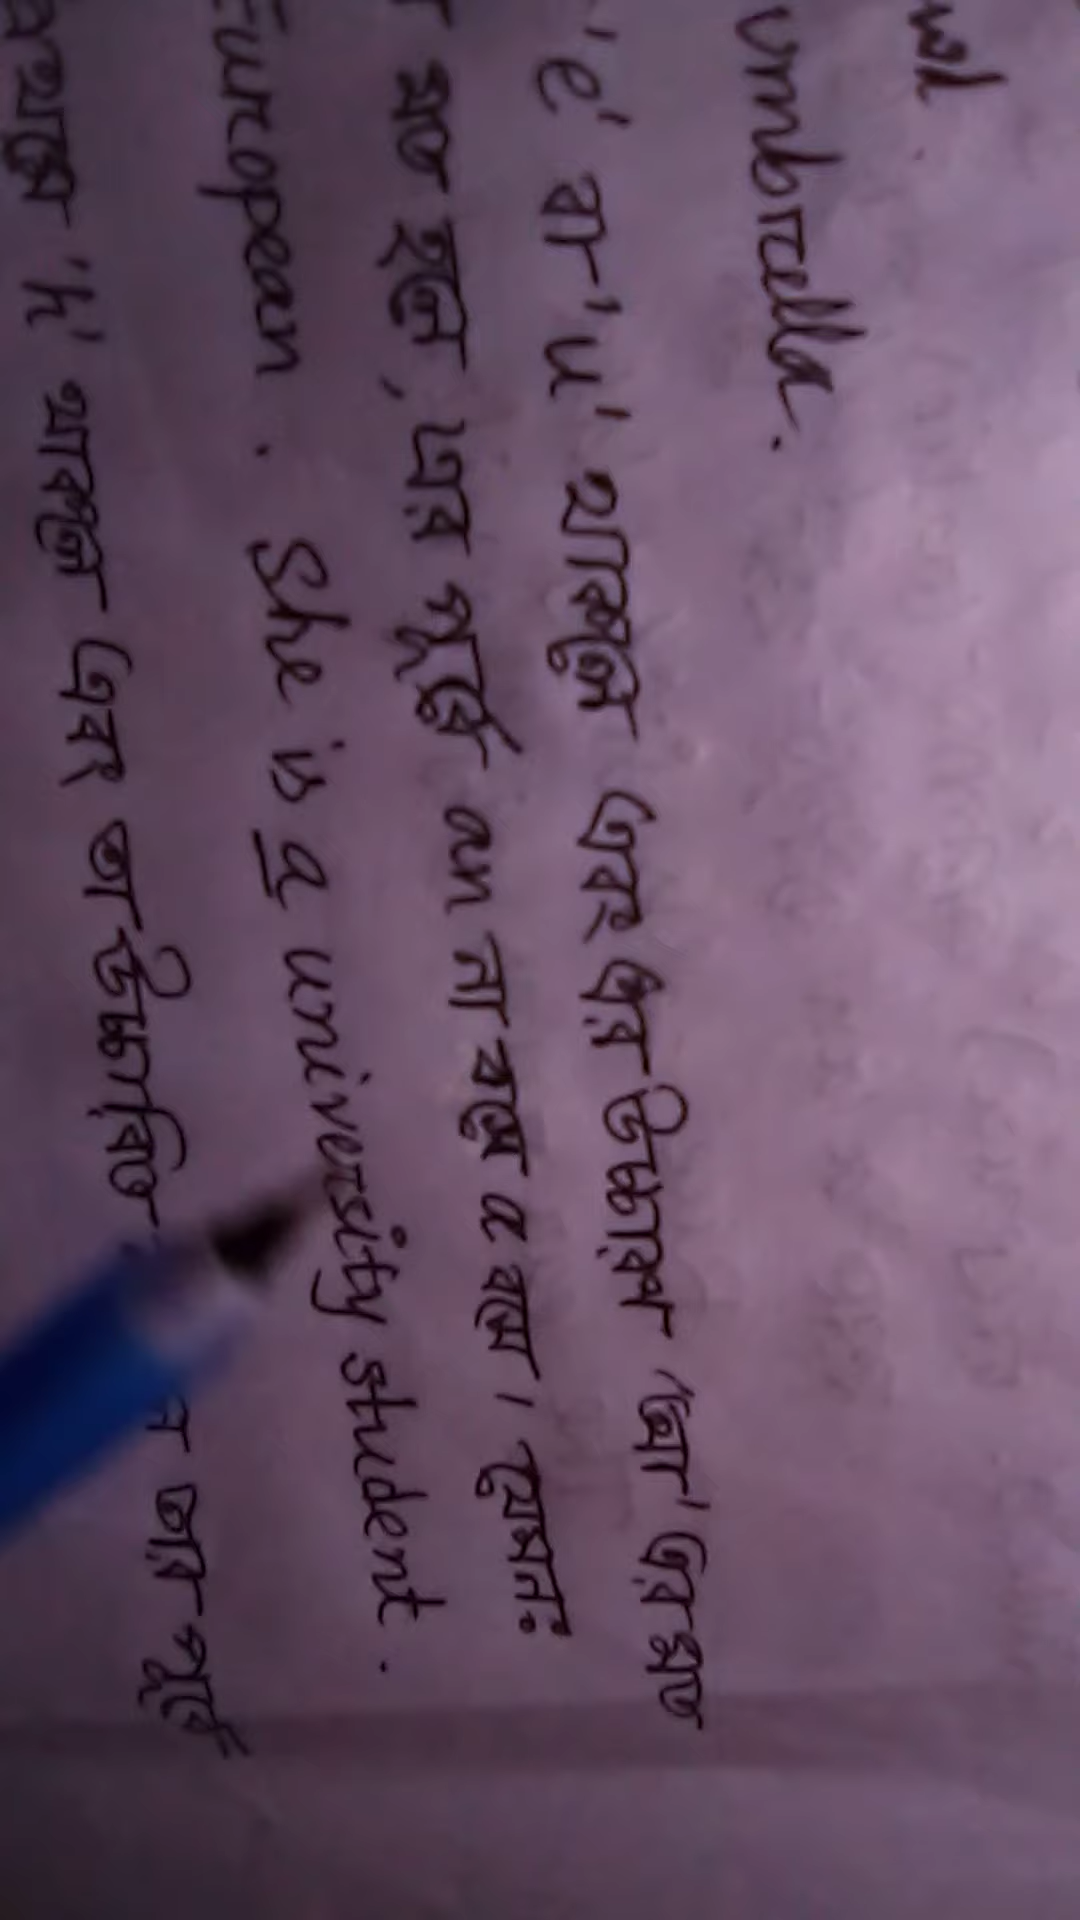 umbrella.
'e' বা 'u' থাকলে এবং এর উচ্চারণ 'ইউ' এর মত
মত হলে, এর পূর্বে an না বসে a বসে। যেমনঃ
European. She is a university student.
'h' থাকলে এবং তা উচ্চারিত তার পূর্বে